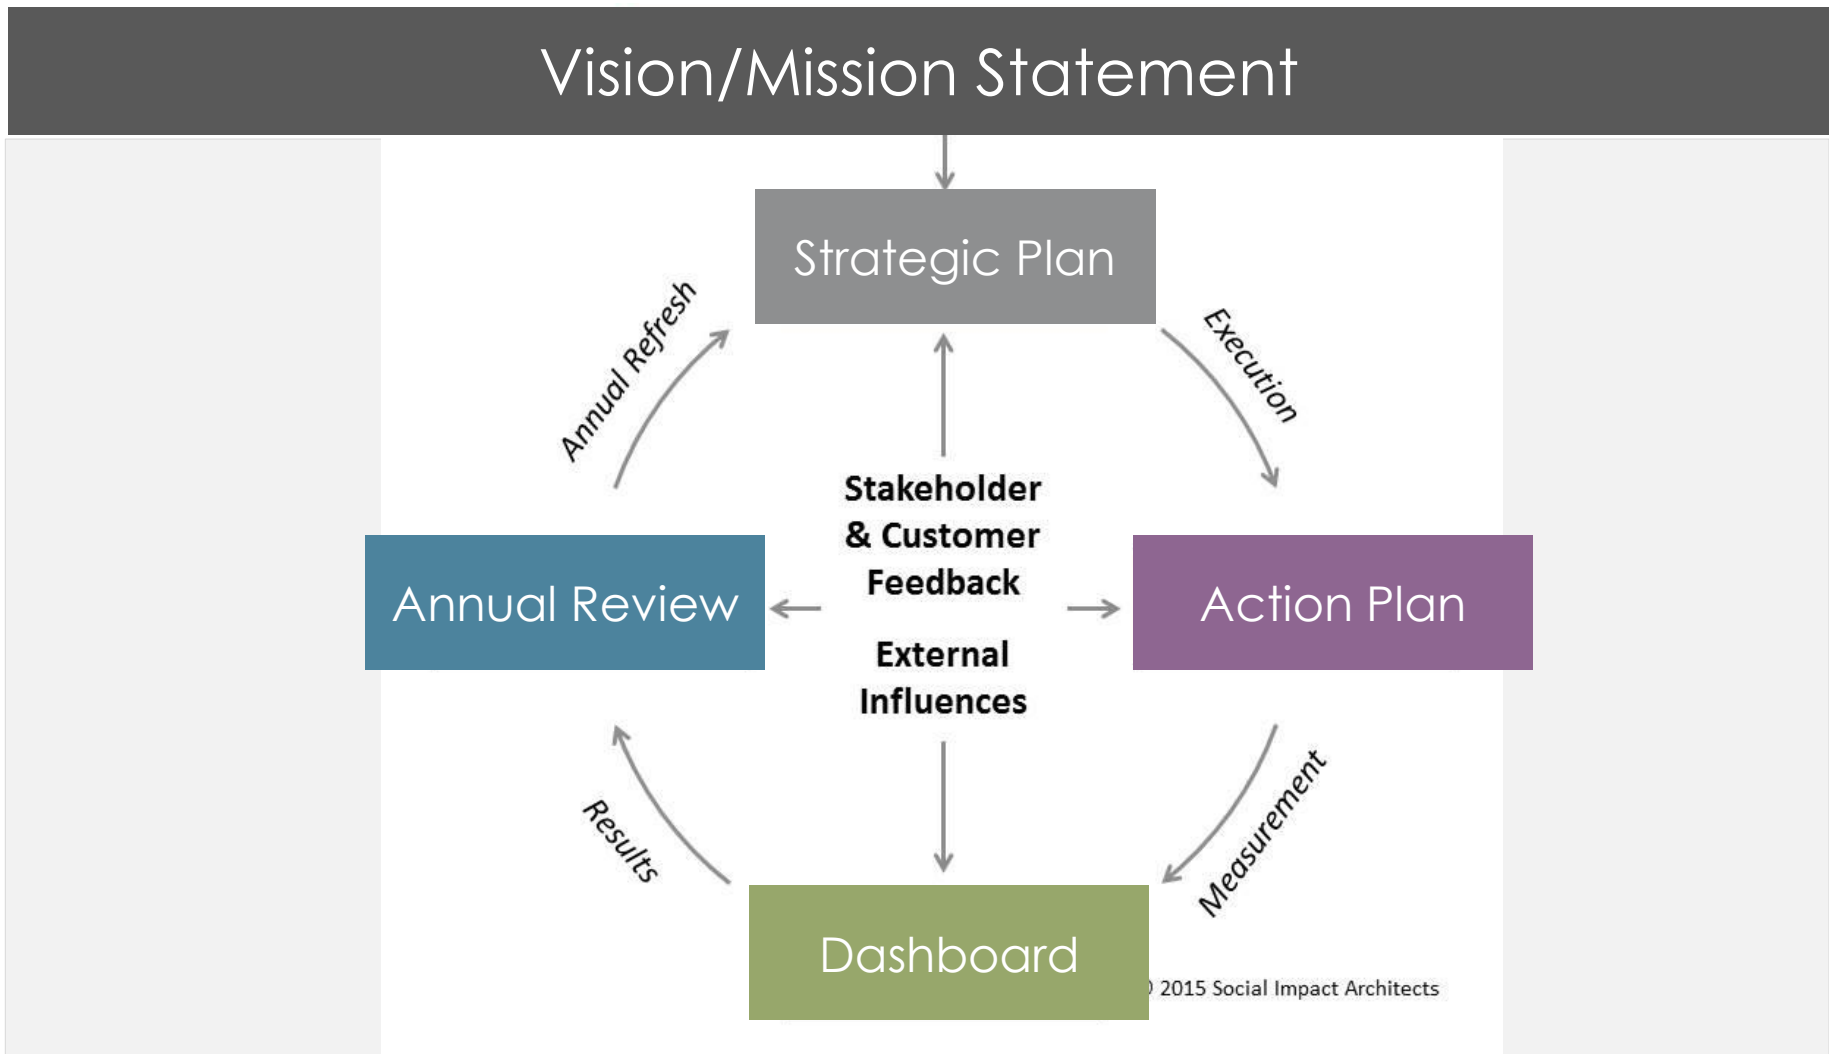 Vision/Mission Statement
Strategic Plan
Annual Refresh
Execution
Stakeholder
& Customer
Feedback
Annual Review
Action Plan
External
Influences
Results
Measurement
Dashboard
2015 Social Impact Architects